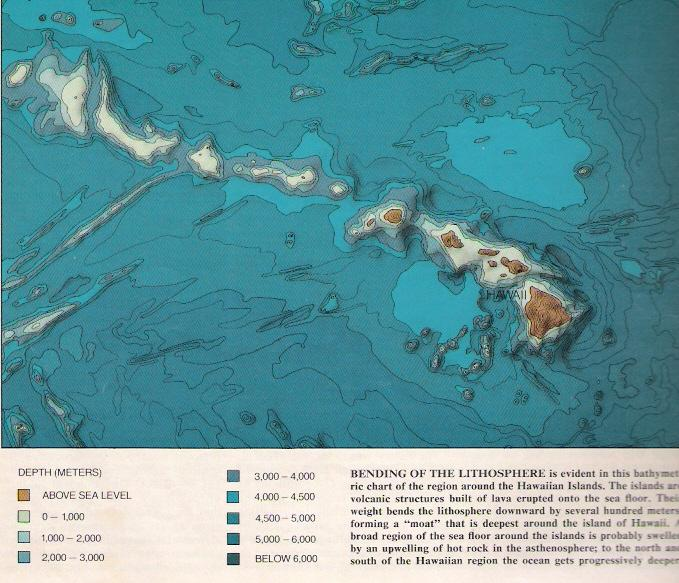 HAWAII
DEPTH (METERS)
ABOVE SEA LEVEL
0 – 1,000
1,000 – 2,000
2,000 – 3,000
3,000 – 4,000
4,000 – 4,500
4,500 – 5,000
5,000 – 6,000
BELOW 6,000
BENDING OF THE LITHOSPHERE is evident in this bathymet
ric chart of the region around the Hawaiian Islands. The islands ar
volcanic structures built of lava erupted onto the sea floor. Thei
weight bends the lithosphere downward by several hundred meters
forming a “moat” that is deepest around the island of Hawaii. A
broad region of the sea floor around the islands is probably swelle
by an upwelling of hot rock in the asthenosphere; to the north an
south of the Hawaiian region the ocean gets progressively deeper